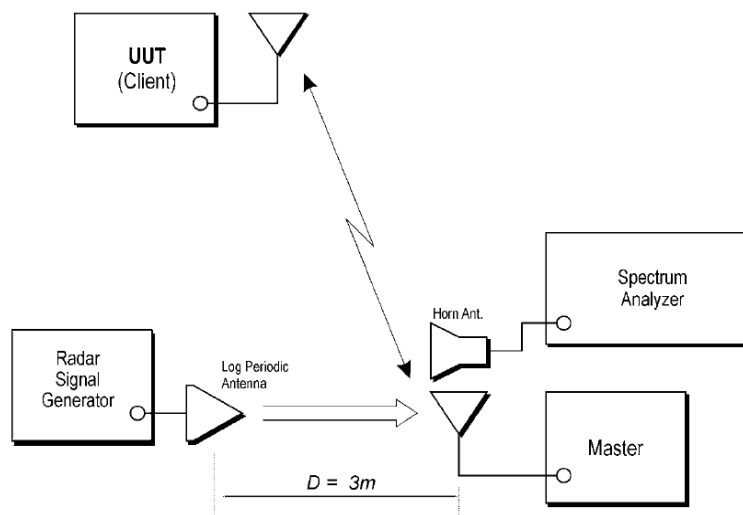 UUT
(Client)
Spectrum
Analyzer
Horn Ant.
Radar
Signal
Generator
Log Periodic
Antenna
Master
D = 3m